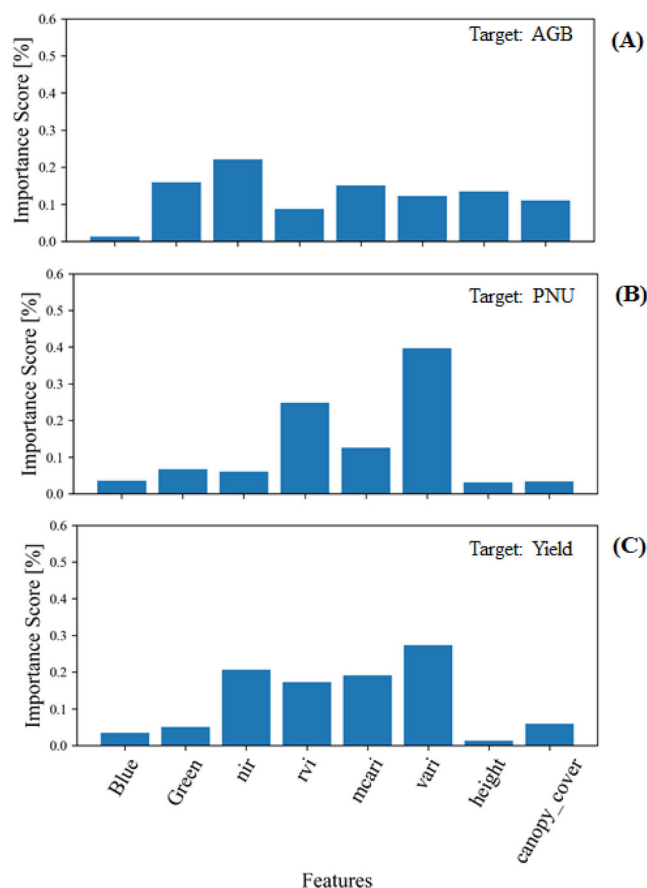 Target: AGB
(A)
Importance Score [%]
0.6
0.5
0.4
0.3
0.2
0.1
0.0
Target: PNU
(B)
Importance Score [%]
0.6
0.5
0.4
0.3
0.2
0.1
0.0
Target: Yield
(C)
Importance Score [%]
0.6
0.5
0.4
0.3
0.2
0.1
0.0
Blue
Green
nir
rvi
mcari
vari
height
canopy_cover
Features